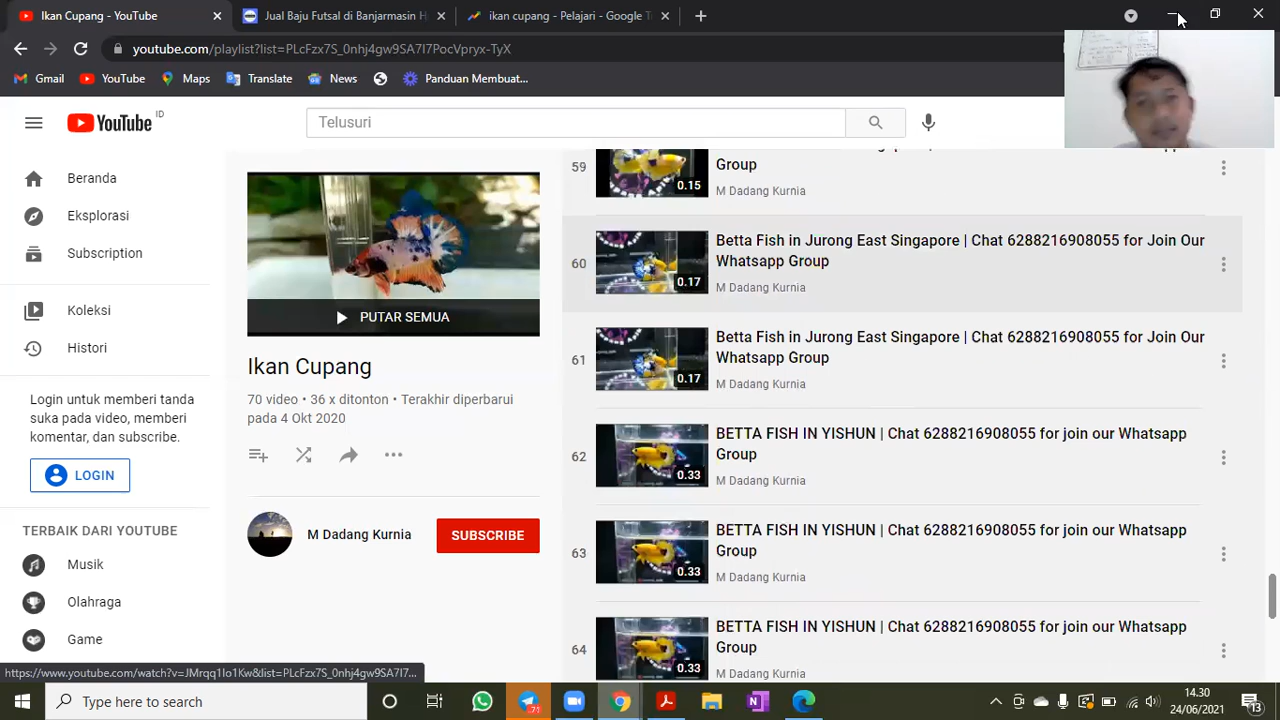 Ikan Cupang - YouTube
Jual Baju di Banjarmasin H
ikan cupang - Pelajari - Google T
youtube.com/playlist?list=PLcFzx7S_0nhj4gw9SA7I7PocVpryx-TyX
Gmail
YouTube
Maps
Translate
News
Panduan Membuat...
YouTube ID
Telusuri
Beranda
Eksplorasi
Subscription
Koleksi
Histori
Login untuk memberi tanda
suka pada video, memberi
komentar, dan subscribe.
LOGIN
TERBAIK DARI YOUTUBE
Musik
Olahraga
Game
PUTAR SEMUA
Ikan Cupang
70 video • 36 x ditonton • Terakhir diperbarui
pada 4 Okt 2020
M Dadang Kurnia
SUBSCRIBE
59
0.15
Group
M Dadang Kurnia
60
0.17
Betta Fish in Jurong East Singapore | Chat 6288216908055 for Join Our
Whatsapp Group
M Dadang Kurnia
61
0.17
Betta Fish in Jurong East Singapore | Chat 6288216908055 for Join Our
Whatsapp Group
M Dadang Kurnia
62
0.33
BETTA FISH IN YISHUN | Chat 6288216908055 for join our Whatsapp
Group
M Dadang Kurnia
63
0.33
BETTA FISH IN YISHUN | Chat 6288216908055 for join our Whatsapp
Group
M Dadang Kurnia
64
0.33
BETTA FISH IN YISHUN | Chat 6288216908055 for join our Whatsapp
Group
M Dadang Kurnia
https://www.youtube.com/watch?v=JMrqq1Io1Kw&list=PLcFzx7S_0nhj4gw9SA7I7...
Type here to search
71
14.30
24/06/2021
13